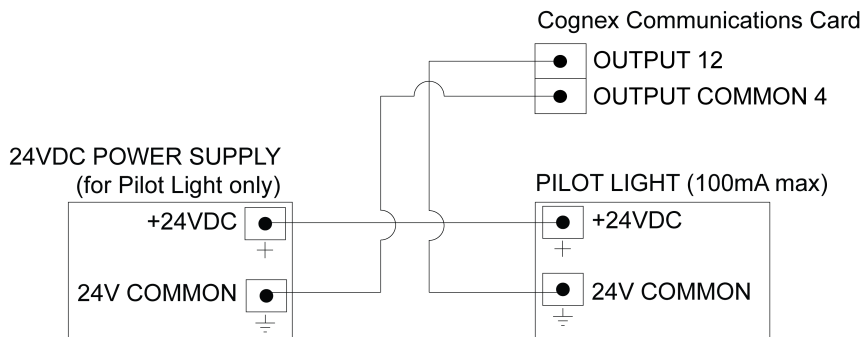 Cognex Communications Card
OUTPUT 12
OUTPUT COMMON 4
24VDC POWER SUPPLY
(for Pilot Light only)
+24VDC
24V COMMON
PILOT LIGHT (100mA max)
+24VDC
24V COMMON